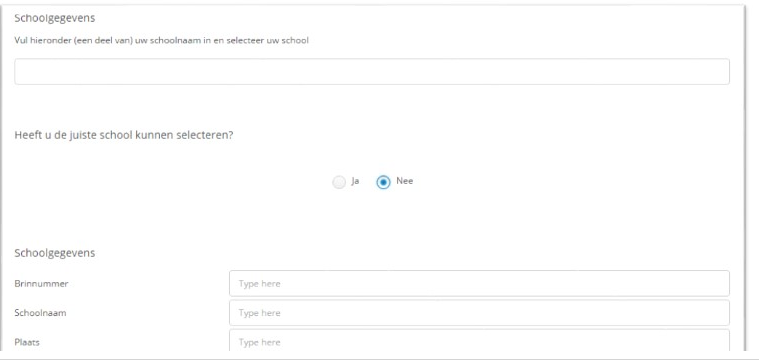 Schoolgegevens
Vul hieronder (een deel van) uw schoolnaam in en selecteer uw school
Heeft u de juiste school kunnen selecteren?
Ja Nee
Schoolgegevens
Brinnummer Type here
Schoolnaam Type here
Plaats Type here